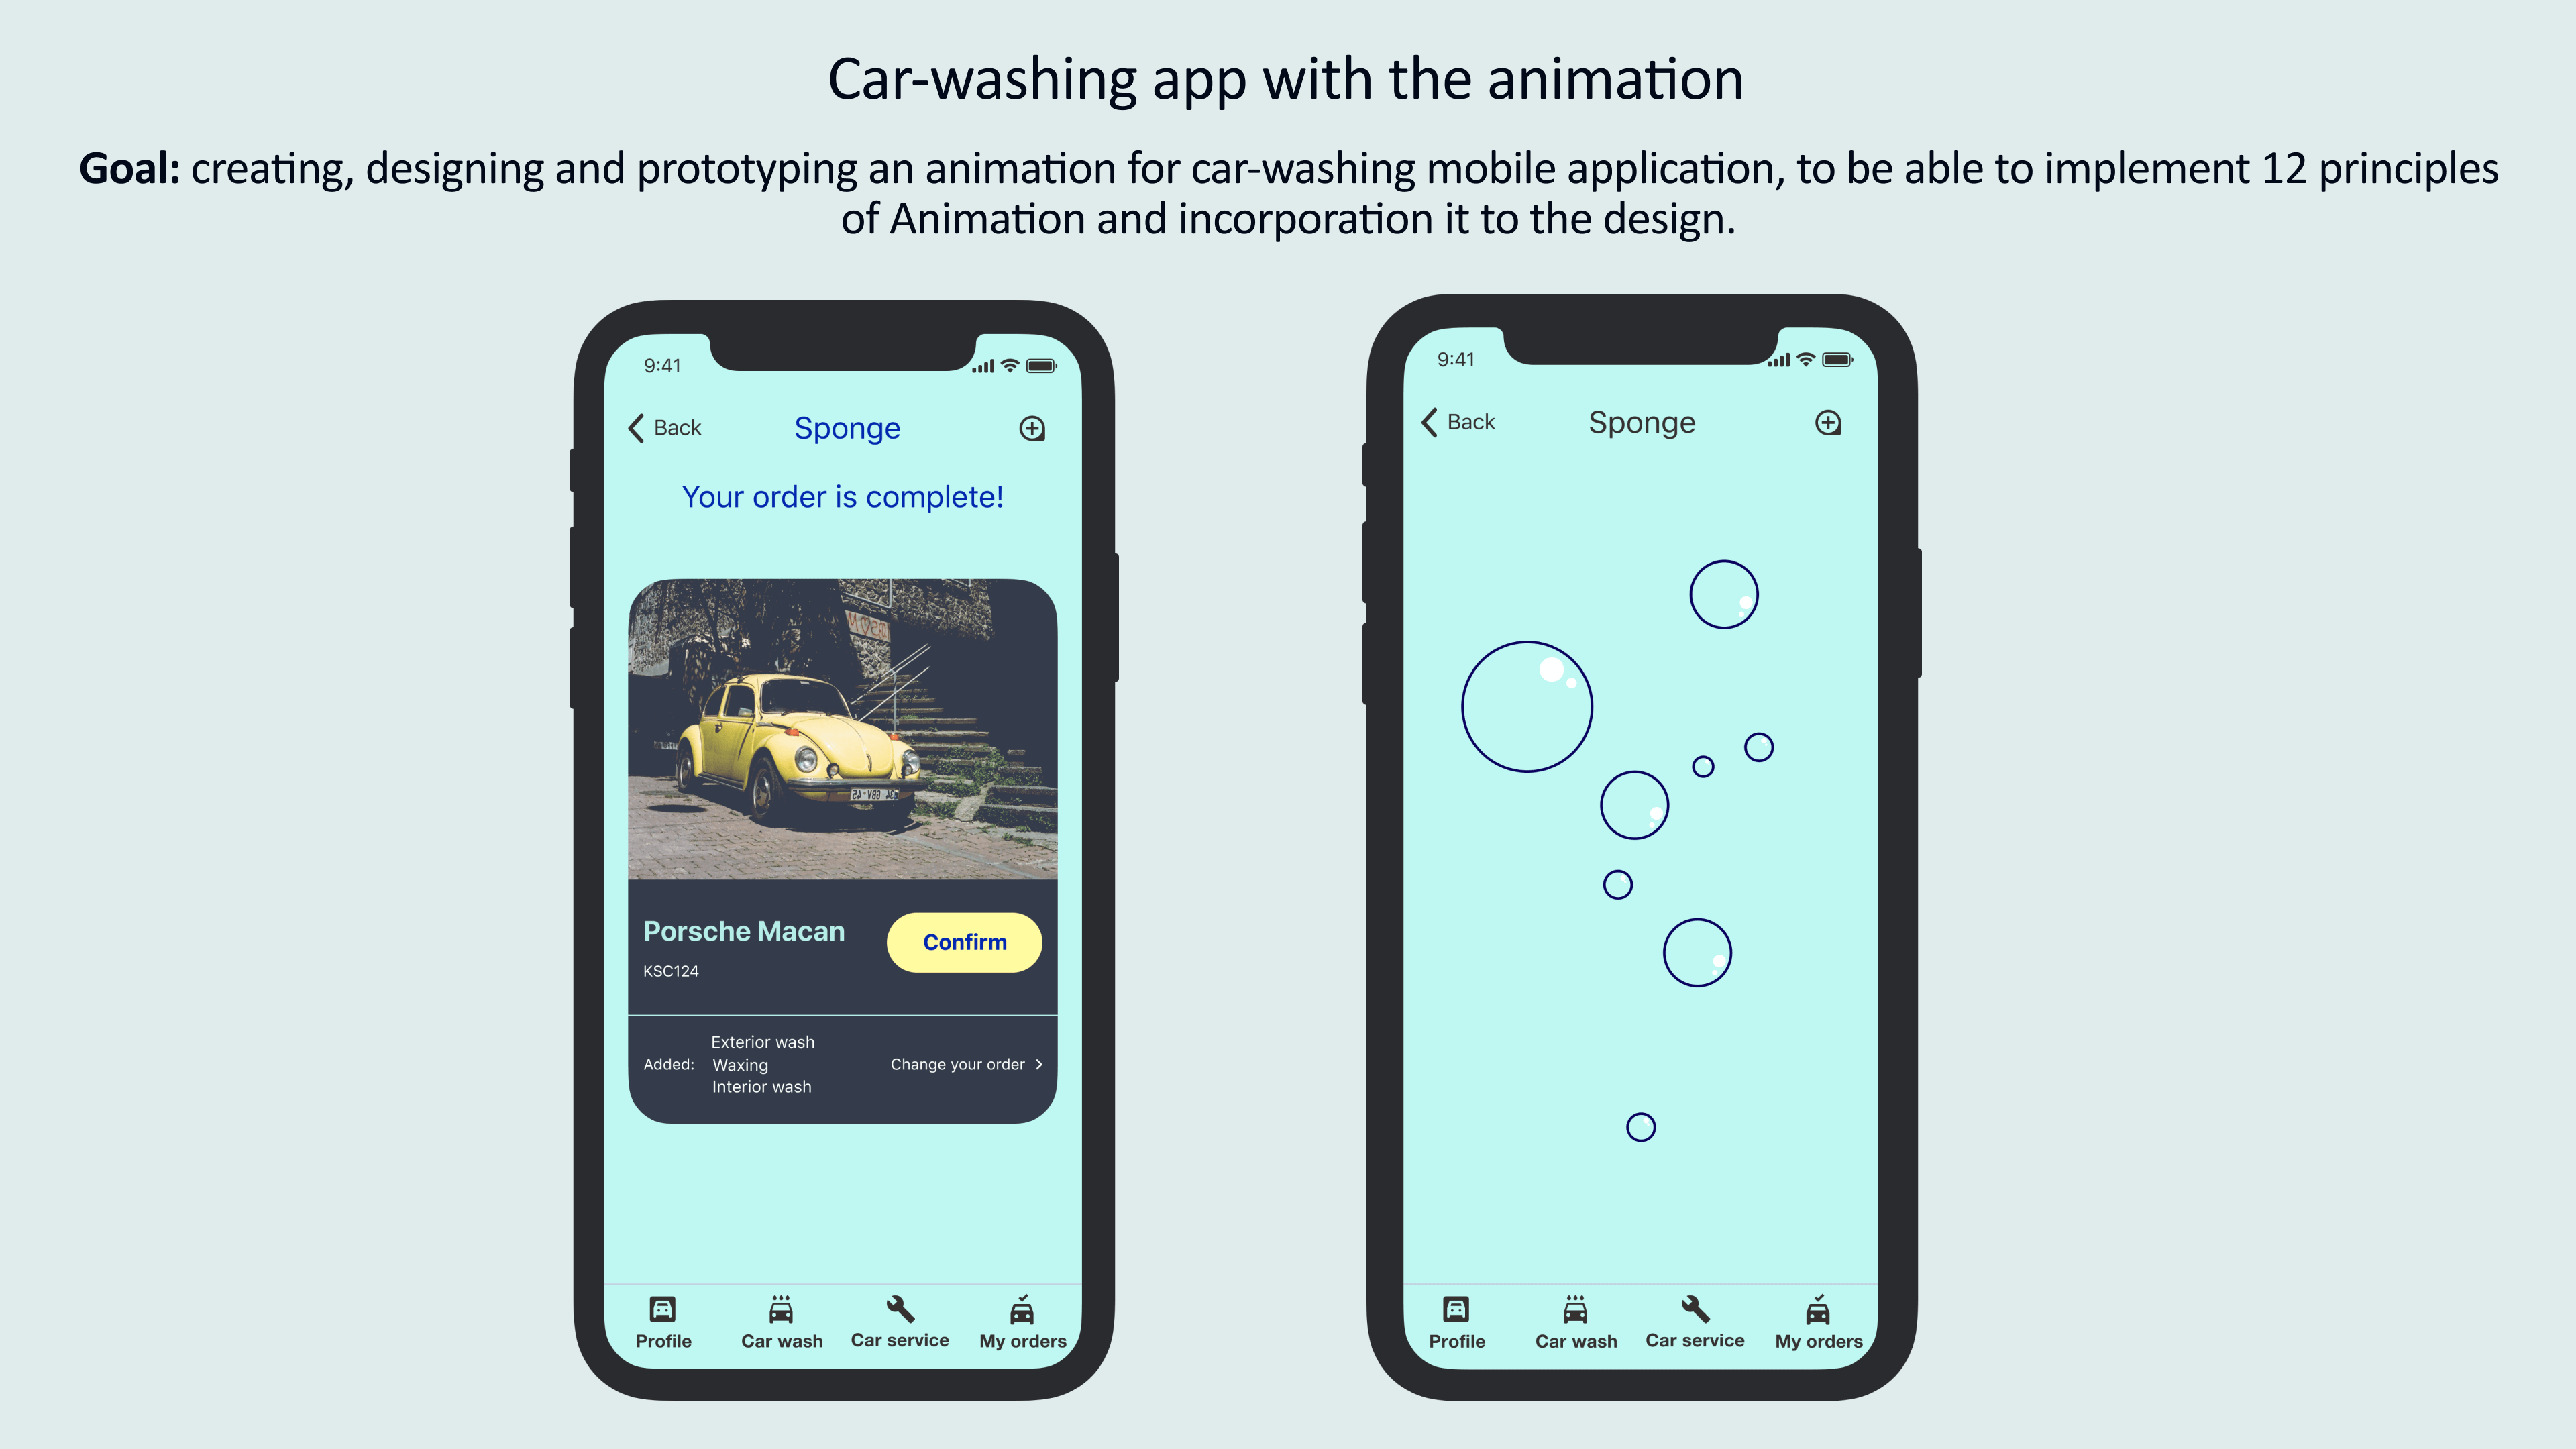 Car-washing app with the animation
Goal: creating, designing and prototyping an animation for car-washing mobile application, to be able to implement 12 principles
of Animation and incorporation it to the design.
9:41
Back
Sponge
Your order is complete!
Porsche Macan
Confirm
KSC124
Added:
Exterior wash
Waxing
Interior wash
Change your order
Profile
Car wash
Car service
My orders
9:41
Back
Sponge
Profile
Car wash
Car service
My orders